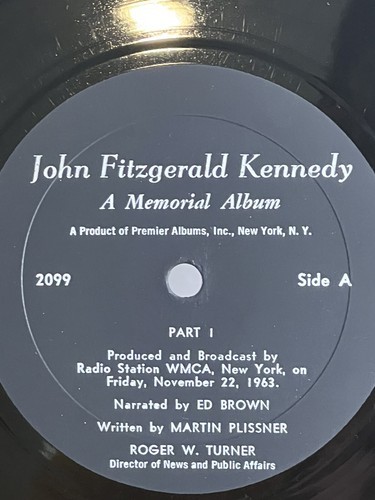 John Fitzgerald Kennedy
A Memorial Album
A Product of Premier Albums, Inc., New York, N. Y.
2099 Side A
PART I
Produced and Broadcast by
Radio Station WMCA, New York, on
Friday, November 22, 1963.
Narrated by ED BROWN
Written by MARTIN PLISSNER
ROGER W. TURNER
Director of News and Public Affairs